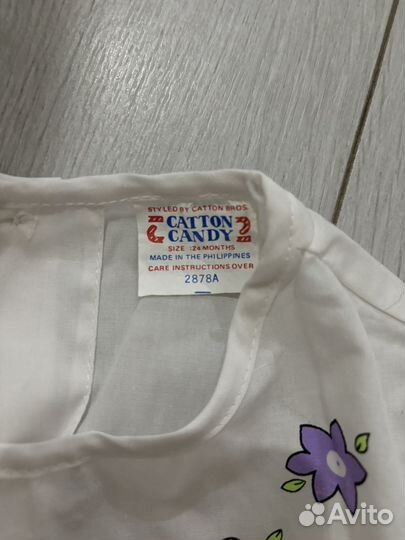 STYLED BY CATTON BROS.
CATTON
CANDY
SIZE :24 MONTHS
MADE IN THE PHILIPPINES
CARE INSTRUCTIONS OVER
2878A
Avito